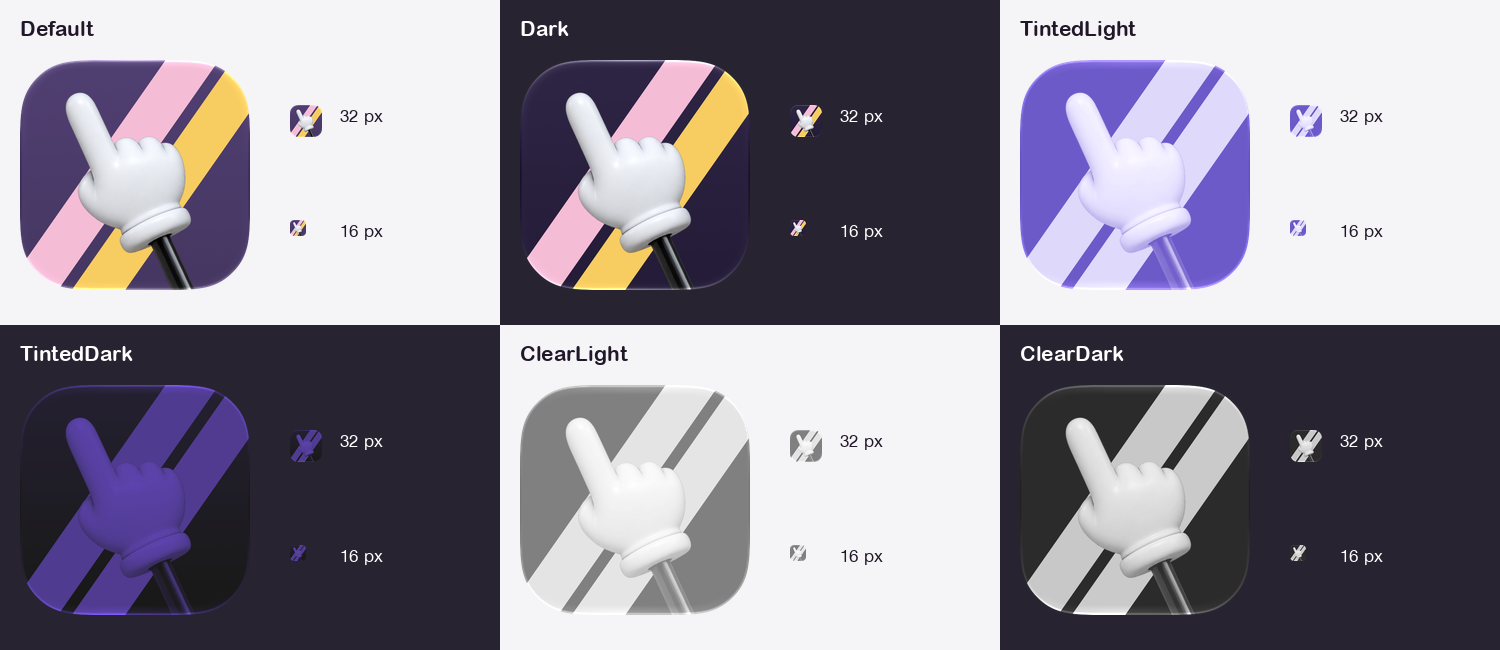 Default
32 px
16 px
Dark
32 px
16 px
TintedLight
32 px
16 px
TintedDark
32 px
16 px
ClearLight
32 px
16 px
ClearDark
32 px
16 px